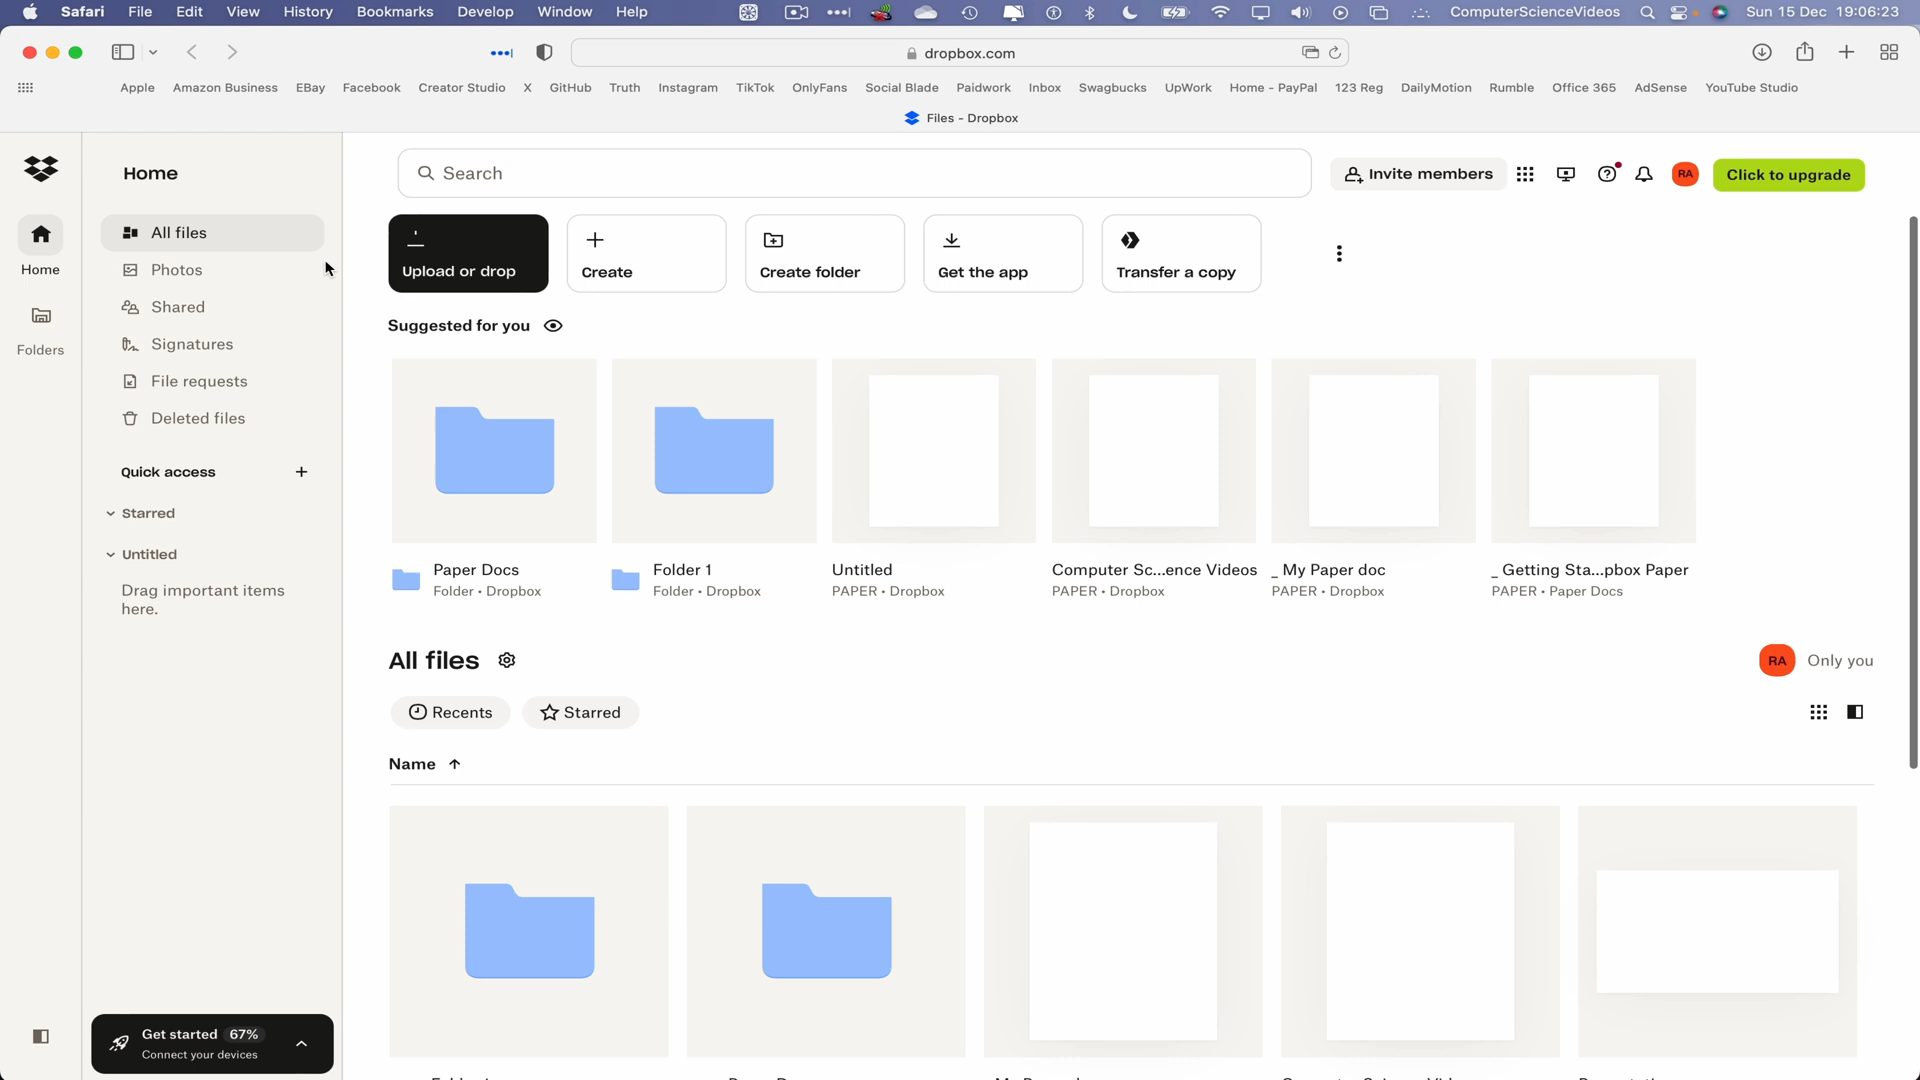 Safari File Edit View History Bookmarks Develop Window Help ComputerScienceVideos Sun 15 Dec 19:06:23
dropbox.com
Apple Amazon Business EBay Facebook Creator Studio X GitHub Truth Instagram TikTok OnlyFans Social Blade Paidwork Inbox Swagbucks UpWork Home - PayPal 123 Reg DailyMotion Rumble Office 365 AdSense YouTube Studio
Files - Dropbox
Home
Folders
Home
All files
Photos
Shared
Signatures
File requests
Deleted files
Quick access
Starred
Untitled
Drag important items
here.
Get started 67%
Connect your devices
Search
Invite members
RA
Click to upgrade
Upload or drop
Create
Create folder
Get the app
Transfer a copy
Suggested for you
Paper Docs
Folder • Dropbox
Folder 1
Folder • Dropbox
Untitled
PAPER • Dropbox
Computer Sc...ence Videos
PAPER • Dropbox
_ My Paper doc
PAPER • Dropbox
_ Getting Sta...pbox Paper
PAPER • Paper Docs
All files
RA Only you
Recents
Starred
Name